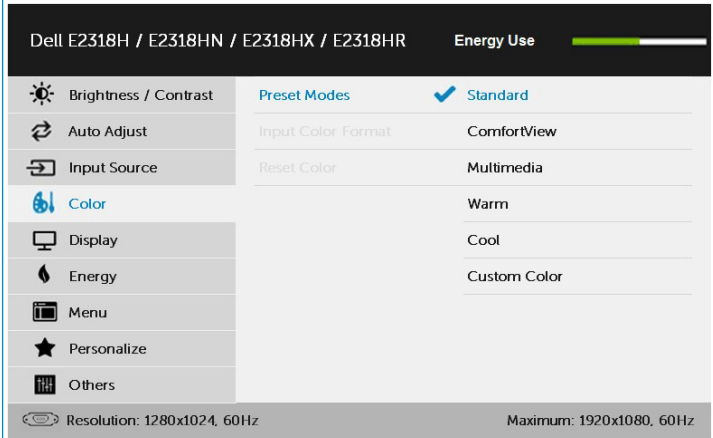 Dell E2318H / E2318HN / E2318HX / E2318HR Energy Use
Brightness / Contrast Preset Modes Standard
Auto Adjust Input Color Format ComfortView
Input Source Reset Color Multimedia
Color Warm
Display Cool
Energy Custom Color
Menu
Personalize
Others
Resolution: 1280x1024, 60Hz Maximum: 1920x1080, 60Hz